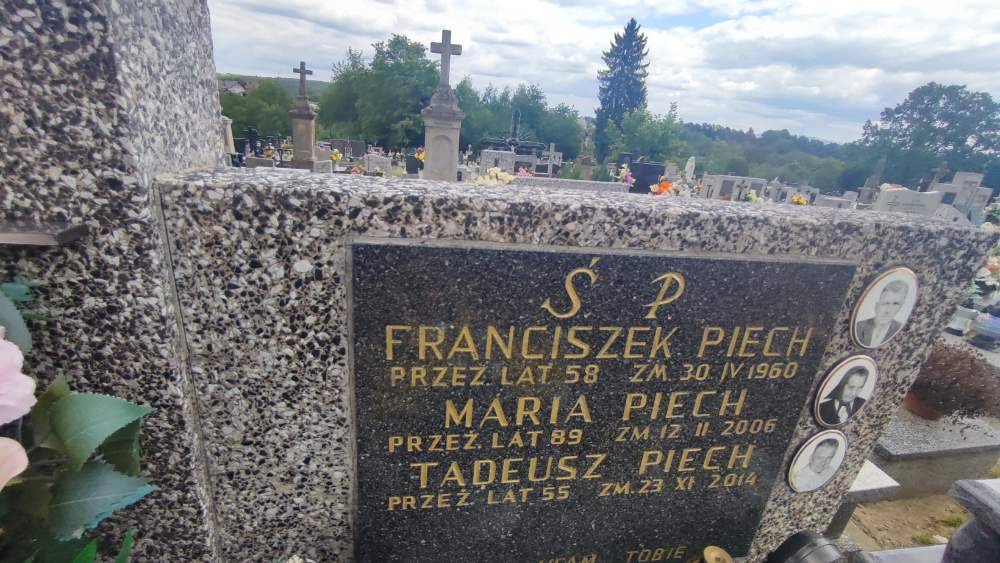 Ś P
FRANCISZEK PIECH
PRZEŻ LAT 58 ZM. 30 IV 1960
MARIA PIECH
PRZEŻ. LAT 89 ZM. 12 II 2006
TADEUSZ PIECH
PRZEŻ LAT 55 ZM. 23 XI 2014
UFAM TOBIE